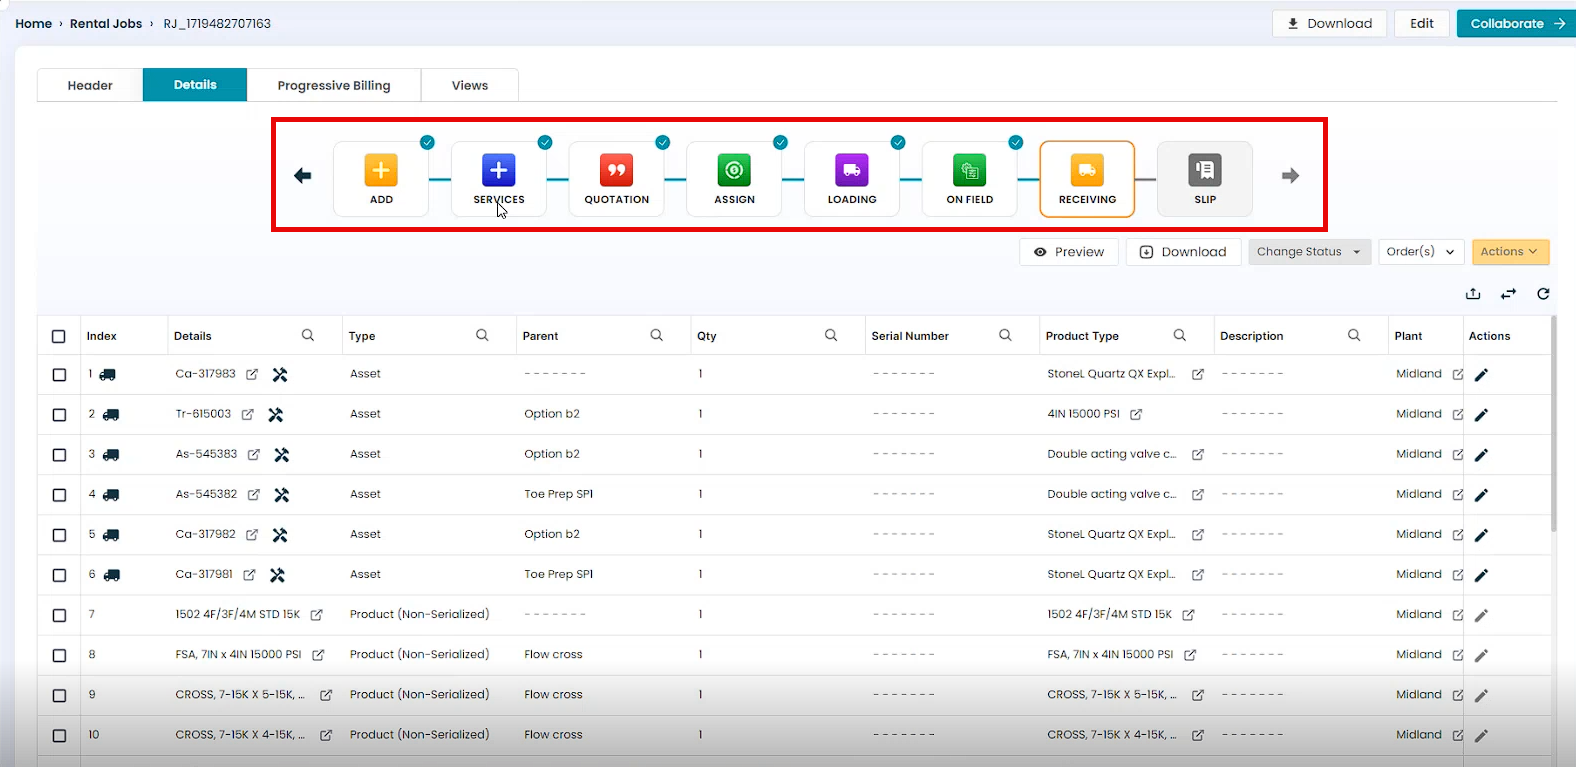 Home › Rental Jobs › RJ_1719482707163
Download Edit Collaborate →
Header Details Progressive Billing Views
ADD SERVICES QUOTATION ASSIGN LOADING ON FIELD RECEIVING SLIP
Preview Download Change Status Order(s) Actions
Index Details Type Parent Qty Serial Number Product Type Description Plant Actions
1 Ca-317983 Asset ------- 1 ------- StoneL Quartz QX Expl... ------- Midland
2 Tr-615003 Asset Option b2 1 ------- 4IN 15000 PSI ------- Midland
3 As-545383 Asset Option b2 1 ------- Double acting valve c... ------- Midland
4 As-545382 Asset Toe Prep SP1 1 ------- Double acting valve c... ------- Midland
5 Ca-317982 Asset Option b2 1 ------- StoneL Quartz QX Expl... ------- Midland
6 Ca-317981 Asset Toe Prep SP1 1 ------- StoneL Quartz QX Expl... ------- Midland
7 1502 4F/3F/4M STD 15K Product (Non-Serialized) ------- 1 ------- 1502 4F/3F/4M STD 15K ------- Midland
8 FSA, 7IN x 4IN 15000 PSI Product (Non-Serialized) Flow cross 1 ------- FSA, 7IN x 4IN 15000 PSI ------- Midland
9 CROSS, 7-15K X 5-15K, ... Product (Non-Serialized) Flow cross 1 ------- CROSS, 7-15K X 5-15K, ... ------- Midland
10 CROSS, 7-15K X 4-15K, ... Product (Non-Serialized) Flow cross 1 ------- CROSS, 7-15K X 4-15K, ... ------- Midland